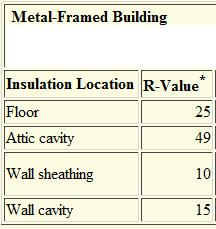 Metal-Framed Building
Insulation Location R-Value*
Floor 25
Attic cavity 49
Wall sheathing 10
Wall cavity 15